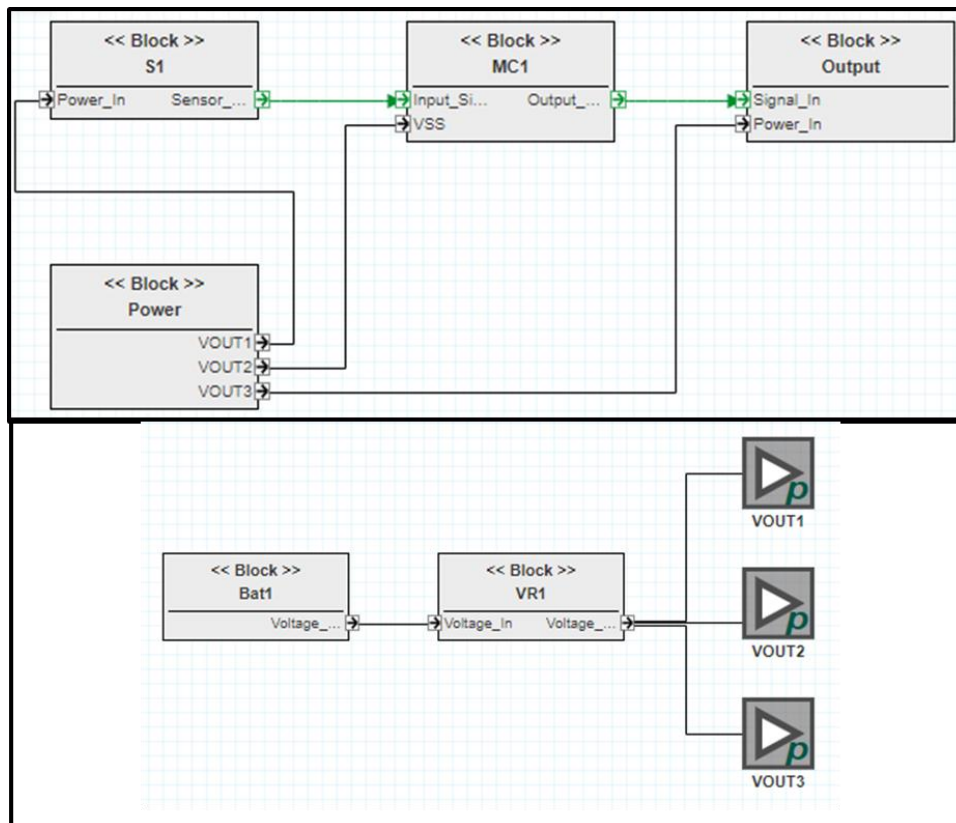 << Block >>
S1
Power_In Sensor_...
<< Block >>
MC1
Input_Si... Output_...
VSS
<< Block >>
Output
Signal_In
Power_In
<< Block >>
Power
VOUT1
VOUT2
VOUT3
<< Block >>
Bat1
Voltage_...
<< Block >>
VR1
Voltage_In Voltage_...
p
VOUT1
p
VOUT2
p
VOUT3